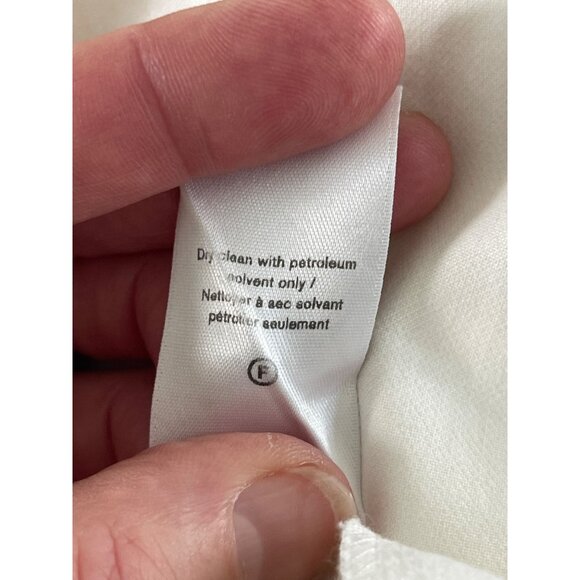 Dry clean with petroleum
solvent only /
Nettoyer à sec solvant
pétrolier seulement
F